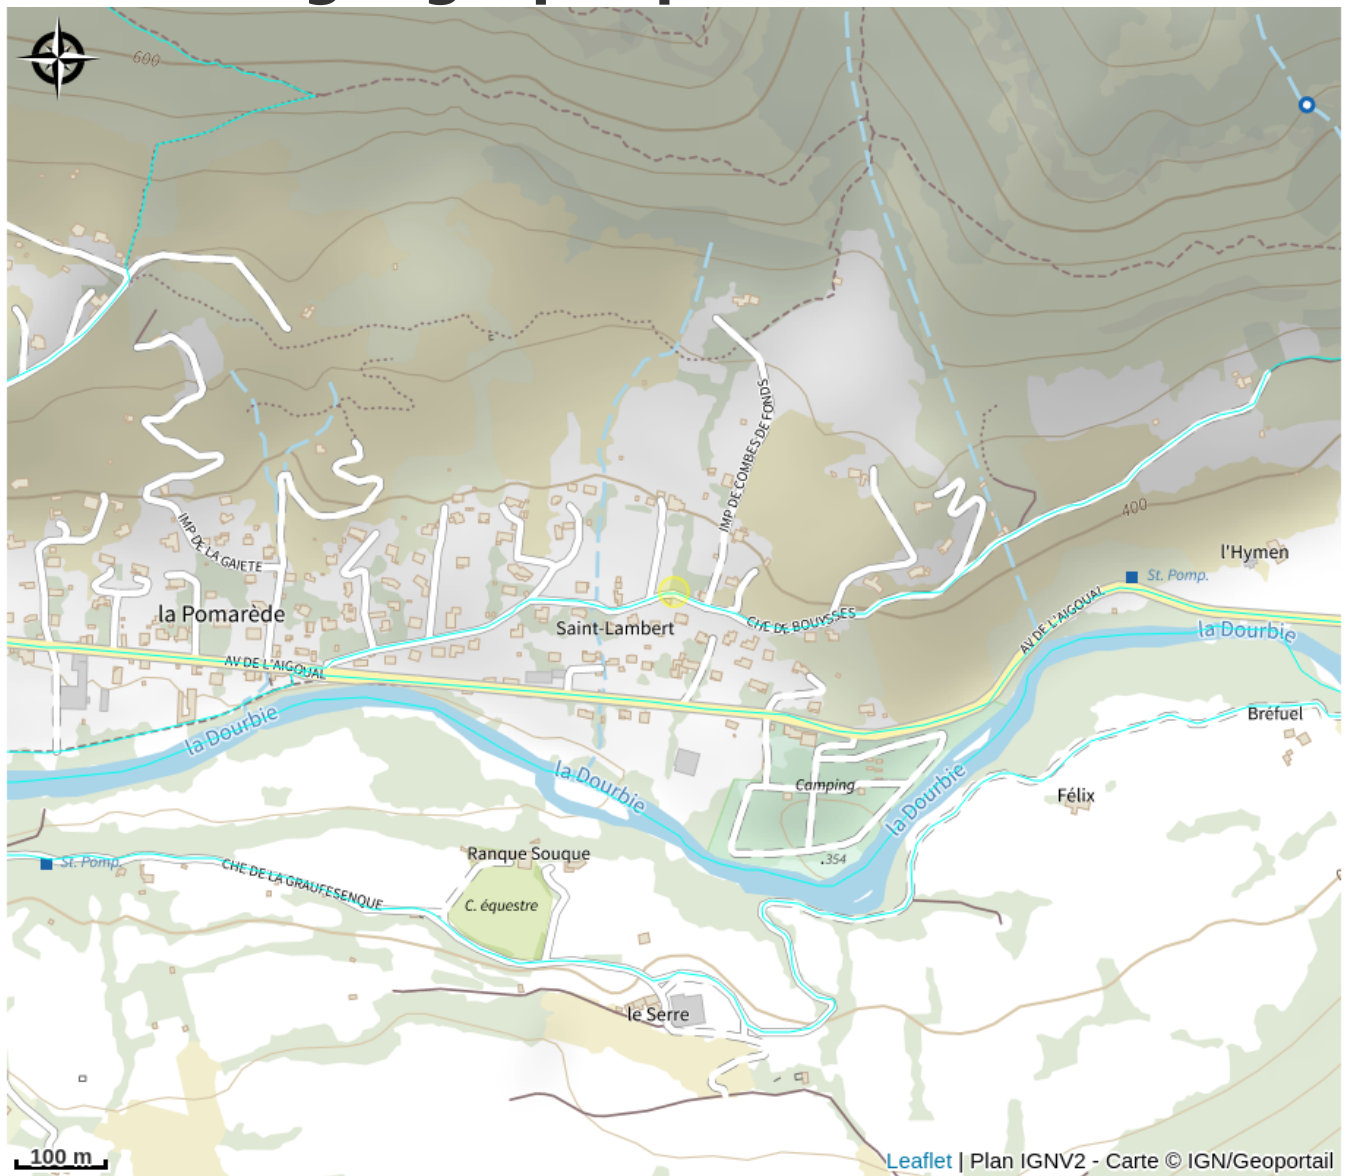 600
IMP DE COMBES DE FONDS
400
l'Hymen
St. Pomp.
IMP DE LA GAIETE
la Pomarède
Saint-Lambert
CHE DE BOUYSSES
AV DE L'AIGOUAL
la Dourbie
AV DE L'AIGOUAL
la Dourbie
Bréfuel
la Dourbie
Camping
la Dourbie
Félix
.354
St. Pomp.
Ranque Souque
CHE DE LA GRAUFESENQUE
C. équestre
le Serre
100 m
Leaflet | Plan IGNV2 - Carte © IGN/Geoportail